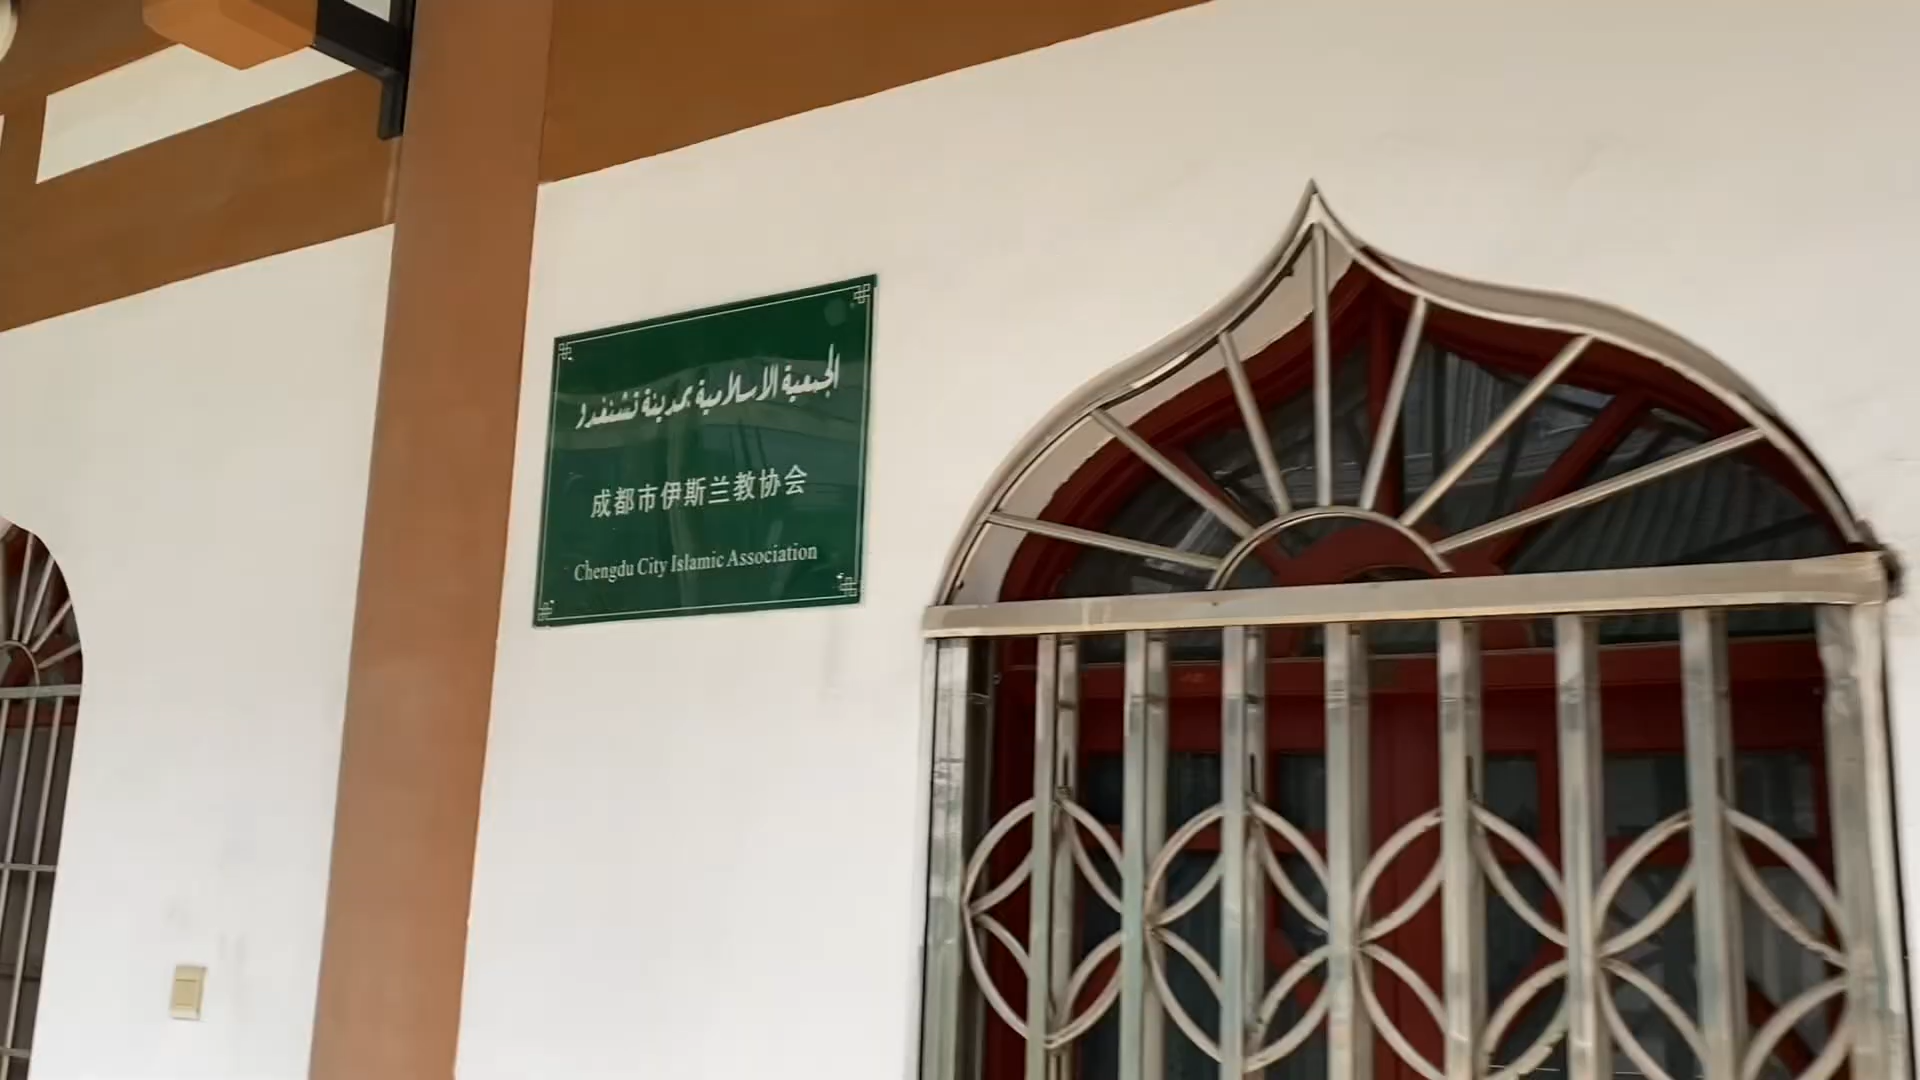 الجمعية الاسلامية بمدينة تشنغدو
成都市伊斯兰教协会
Chengdu City Islamic Association